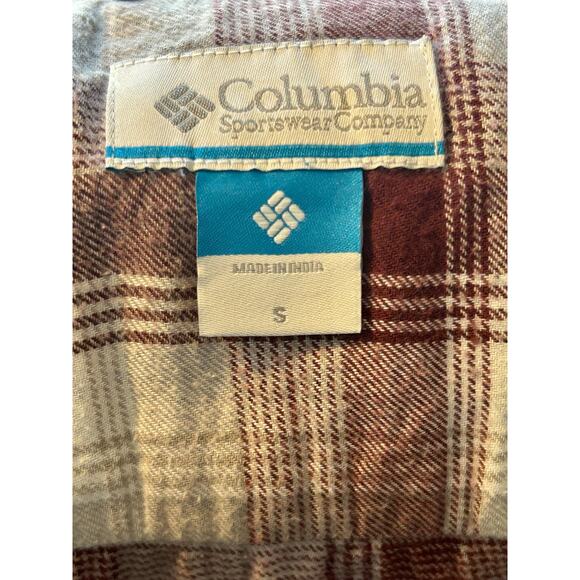 Columbia
Sportswear Company
MADE IN INDIA
S